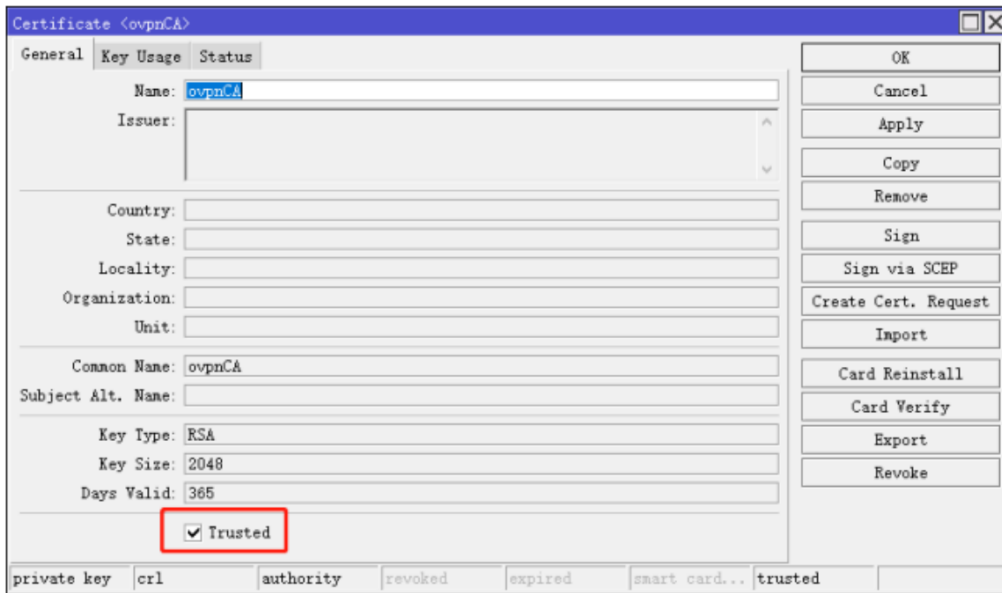 Certificate <ovpnCA>
General Key Usage Status
Name: ovpnCA
Issuer:
Country:
State:
Locality:
Organization:
Unit:
Common Name: ovpnCA
Subject Alt. Name:
Key Type: RSA
Key Size: 2048
Days Valid: 365
Trusted
OK
Cancel
Apply
Copy
Remove
Sign
Sign via SCEP
Create Cert. Request
Import
Card Reinstall
Card Verify
Export
Revoke
private key crl authority revoked expired smart card... trusted